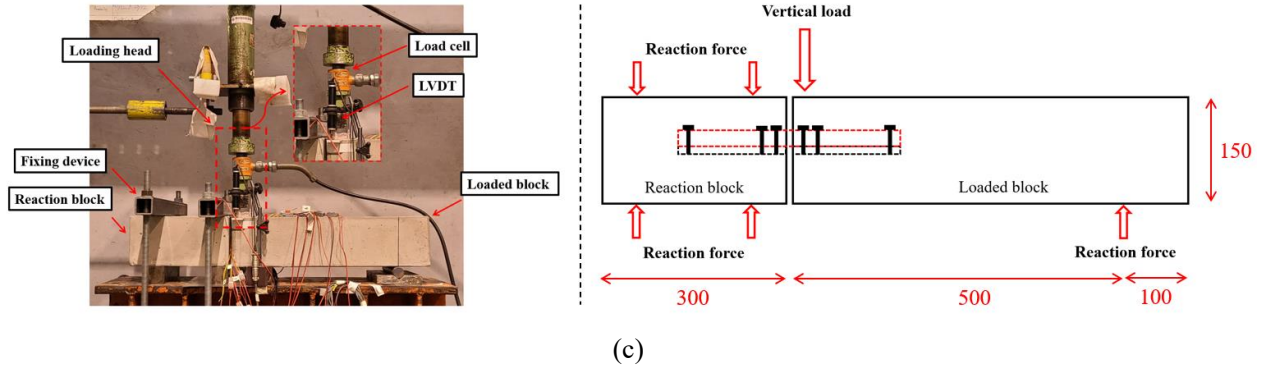 Loading head
Load cell
LVDT
Fixing device
Reaction block
Loaded block
Vertical load
Reaction force
150
Reaction block
Loaded block
Reaction force
Reaction force
300
500
100
(c)